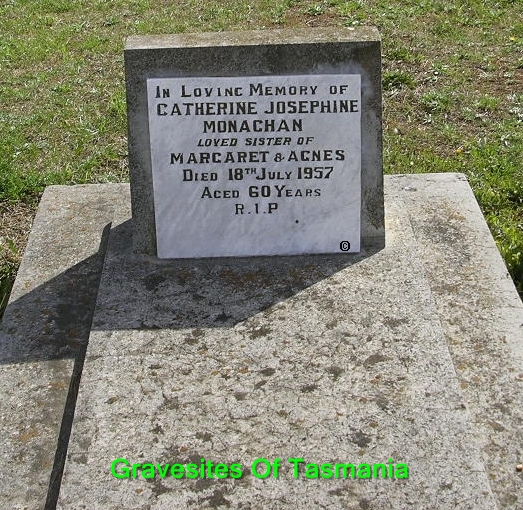 In Loving Memory of
Catherine Josephine
Monaghan
loved sister of
Margaret & Agnes
Died 18th July 1957
Aged 60 Years
R.I.P
Gravesites Of Tasmania